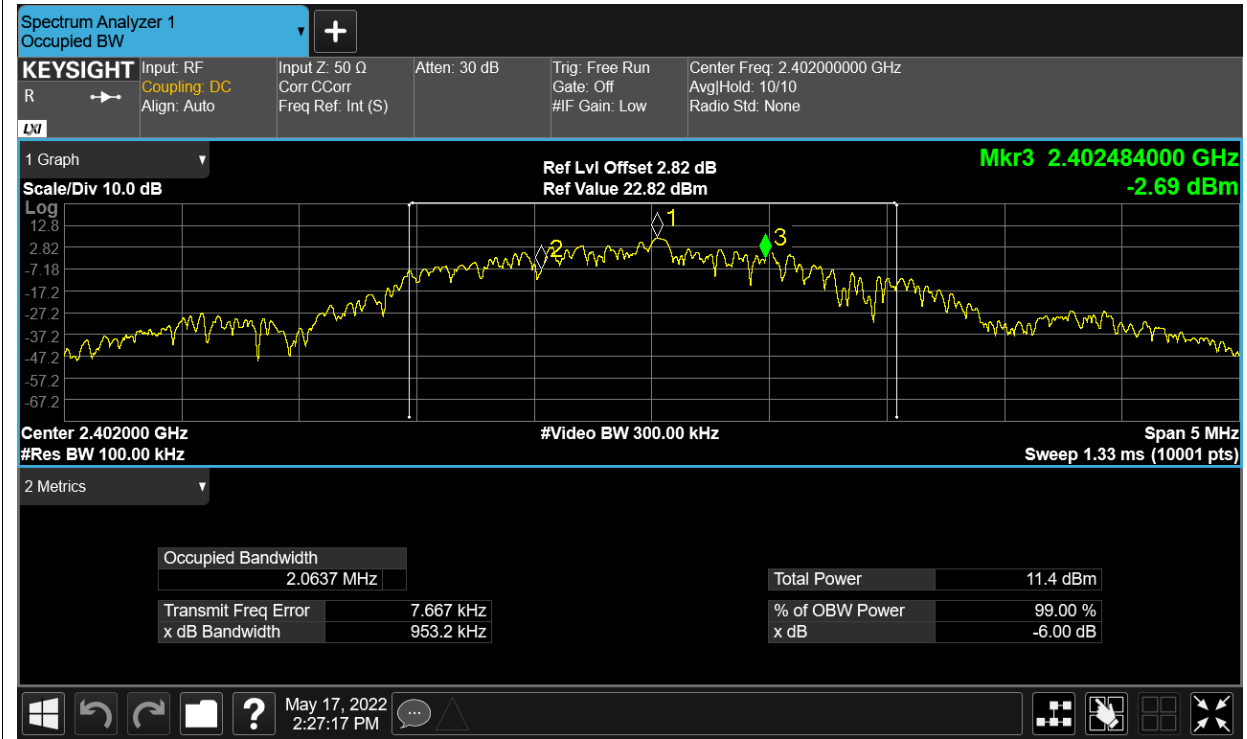 Spectrum Analyzer 1
Occupied BW
+
KEYSIGHT
R
LXI
Input: RF
Coupling: DC
Align: Auto
Input Z: 50 Ω
Corr CCorr
Freq Ref: Int (S)
Atten: 30 dB
Trig: Free Run
Gate: Off
#IF Gain: Low
Center Freq: 2.402000000 GHz
Avg|Hold: 10/10
Radio Std: None
1 Graph
Scale/Div 10.0 dB
Ref Lvl Offset 2.82 dB
Ref Value 22.82 dBm
Mkr3 2.402484000 GHz
-2.69 dBm
Log
12.8
2.82
-7.18
-17.2
-27.2
-37.2
-47.2
-57.2
-67.2
1
2
3
Center 2.402000 GHz
#Res BW 100.00 kHz
#Video BW 300.00 kHz
Span 5 MHz
Sweep 1.33 ms (10001 pts)
2 Metrics
Occupied Bandwidth
2.0637 MHz
Transmit Freq Error 7.667 kHz
x dB Bandwidth 953.2 kHz
Total Power 11.4 dBm
% of OBW Power 99.00 %
x dB -6.00 dB
?
May 17, 2022
2:27:17 PM